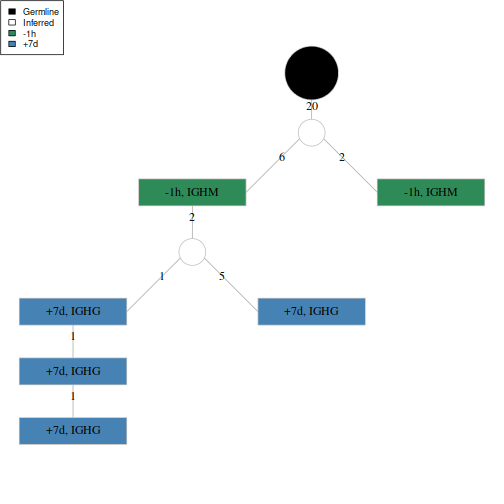 Germline
Inferred
-1h
+7d
20
6
2
-1h, IGHM
-1h, IGHM
2
1
5
+7d, IGHG
+7d, IGHG
1
+7d, IGHG
1
+7d, IGHG